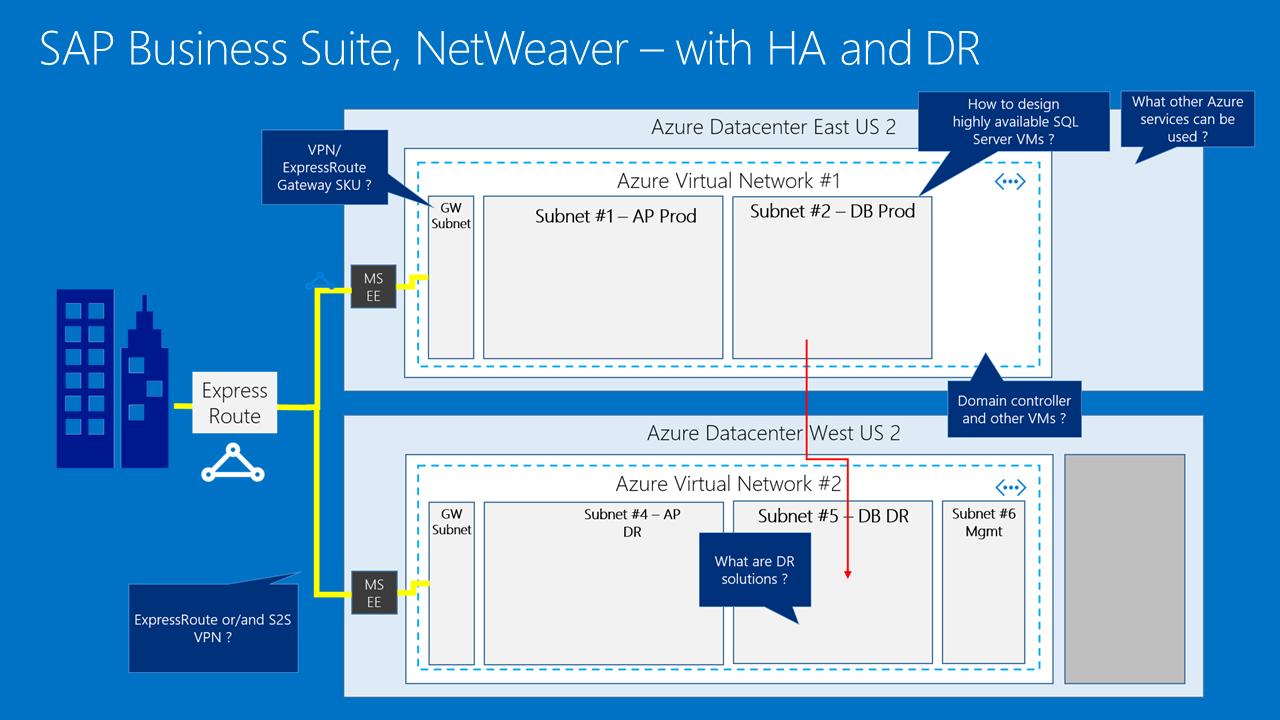 SAP Business Suite, NetWeaver – with HA and DR
Azure Datacenter East US 2
How to design
highly available SQL
Server VMs ?
What other Azure
services can be
used ?
VPN/
ExpressRoute
Gateway SKU ?
Azure Virtual Network #1
GW
Subnet
Subnet #1 – AP Prod
Subnet #2 – DB Prod
MS
EE
Express
Route
Domain controller
and other VMs ?
Azure Datacenter West US 2
Azure Virtual Network #2
GW
Subnet
Subnet #4 – AP
DR
Subnet #5 – DB DR
Subnet #6
Mgmt
What are DR
solutions ?
MS
EE
ExpressRoute or/and S2S
VPN ?